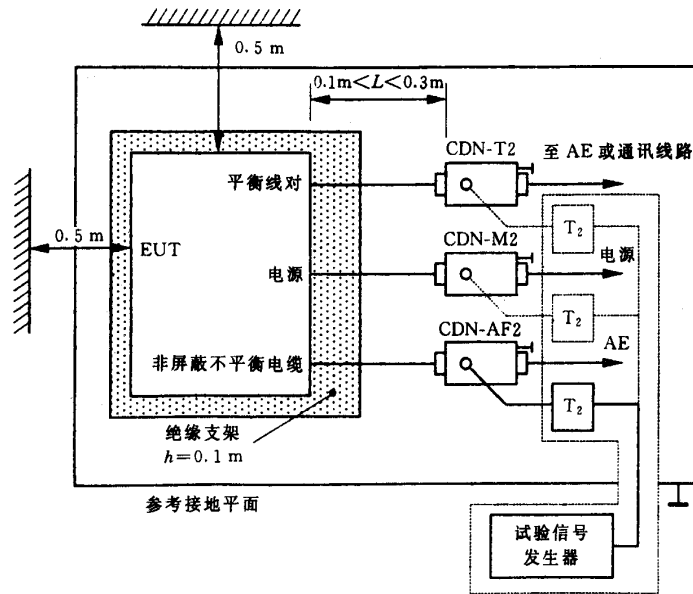 0.5 m
0.1m<L<0.3m
CDN-T2
至 AE 或通讯线路
平衡线对
T₂
0.5 m
EUT
CDN-M2
电源
电源
T₂
CDN-AF2
AE
非屏蔽不平衡电缆
T₂
绝缘支架
h=0.1 m
参考接地平面
试验信号
发生器